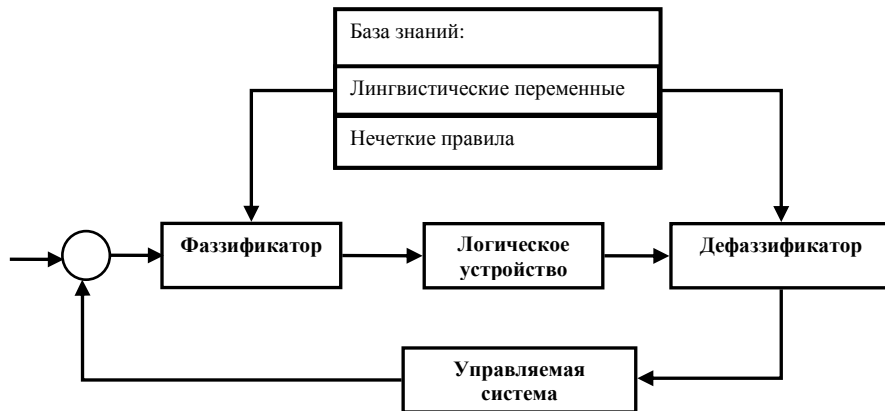 База знаний:
Лингвистические переменные
Нечеткие правила
Фаззификатор
Логическое
устройство
Дефаззификатор
Управляемая
система